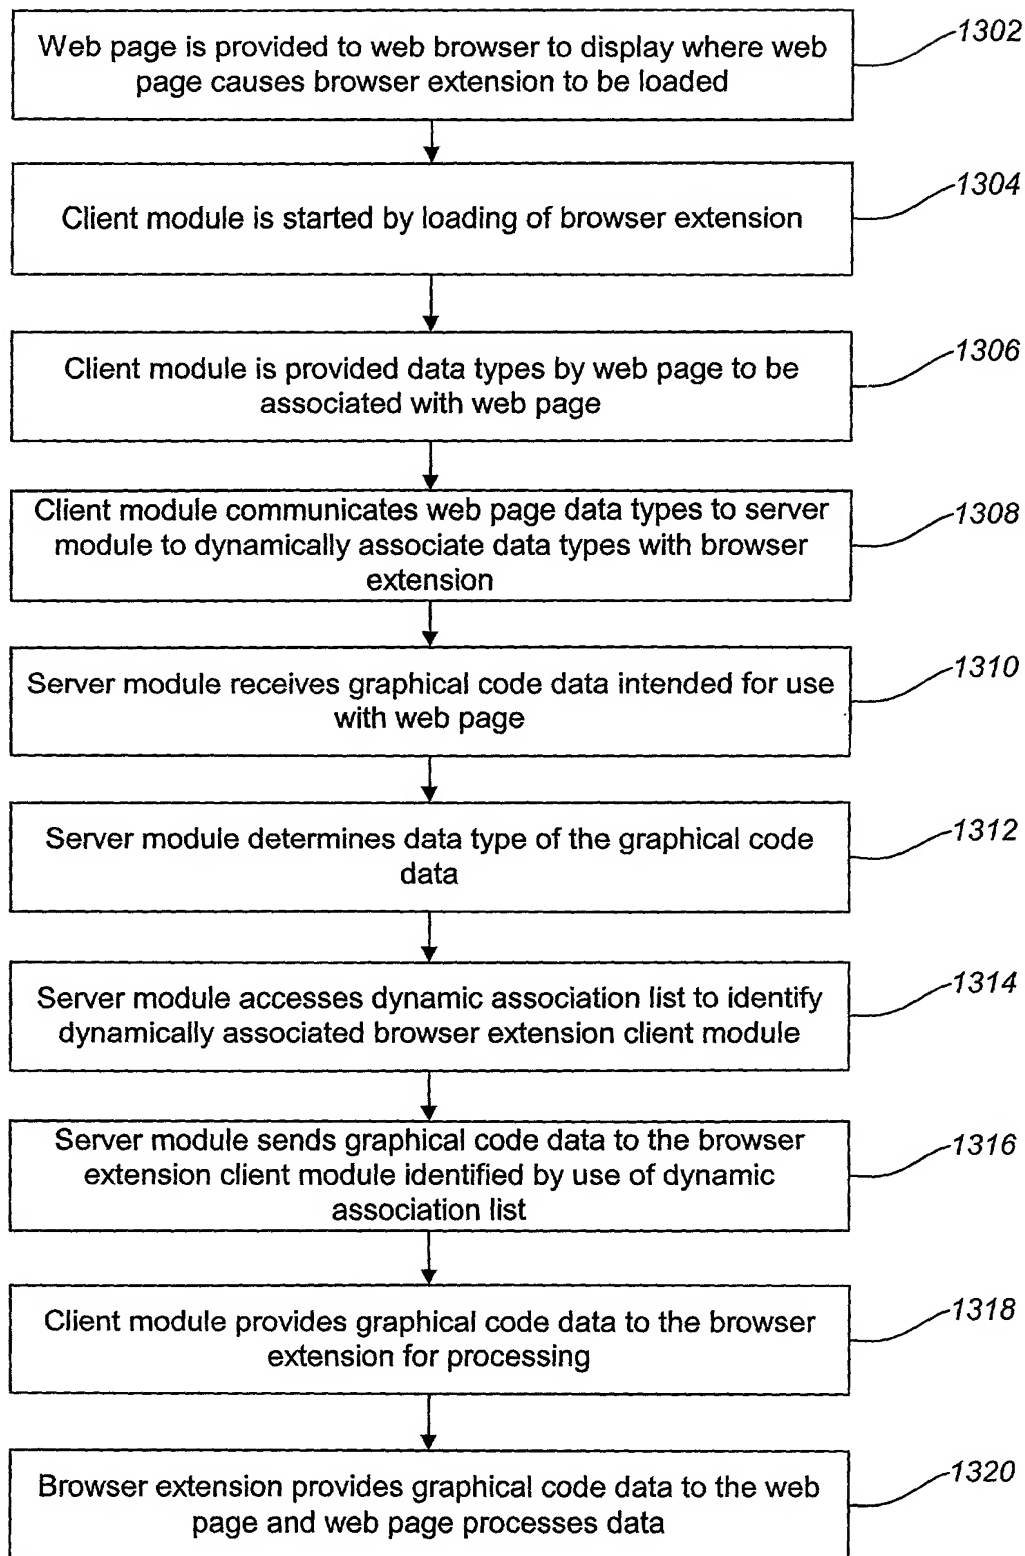 Web page is provided to web browser to display where web
page causes browser extension to be loaded
1302
Client module is started by loading of browser extension
1304
Client module is provided data types by web page to be
associated with web page
1306
Client module communicates web page data types to server
module to dynamically associate data types with browser
extension
1308
Server module receives graphical code data intended for use
with web page
1310
Server module determines data type of the graphical code
data
1312
Server module accesses dynamic association list to identify
dynamically associated browser extension client module
1314
Server module sends graphical code data to the browser
extension client module identified by use of dynamic
association list
1316
Client module provides graphical code data to the browser
extension for processing
1318
Browser extension provides graphical code data to the web
page and web page processes data
1320